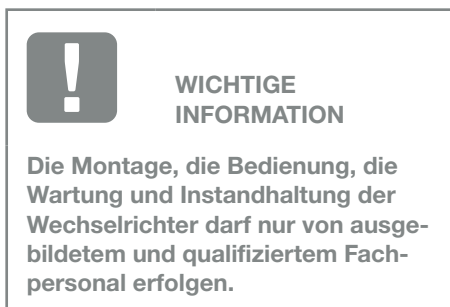 WICHTIGE
INFORMATION
Die Montage, die Bedienung, die
Wartung und Instandhaltung der
Wechselrichter darf nur von ausge-
bildetem und qualifiziertem Fach-
personal erfolgen.